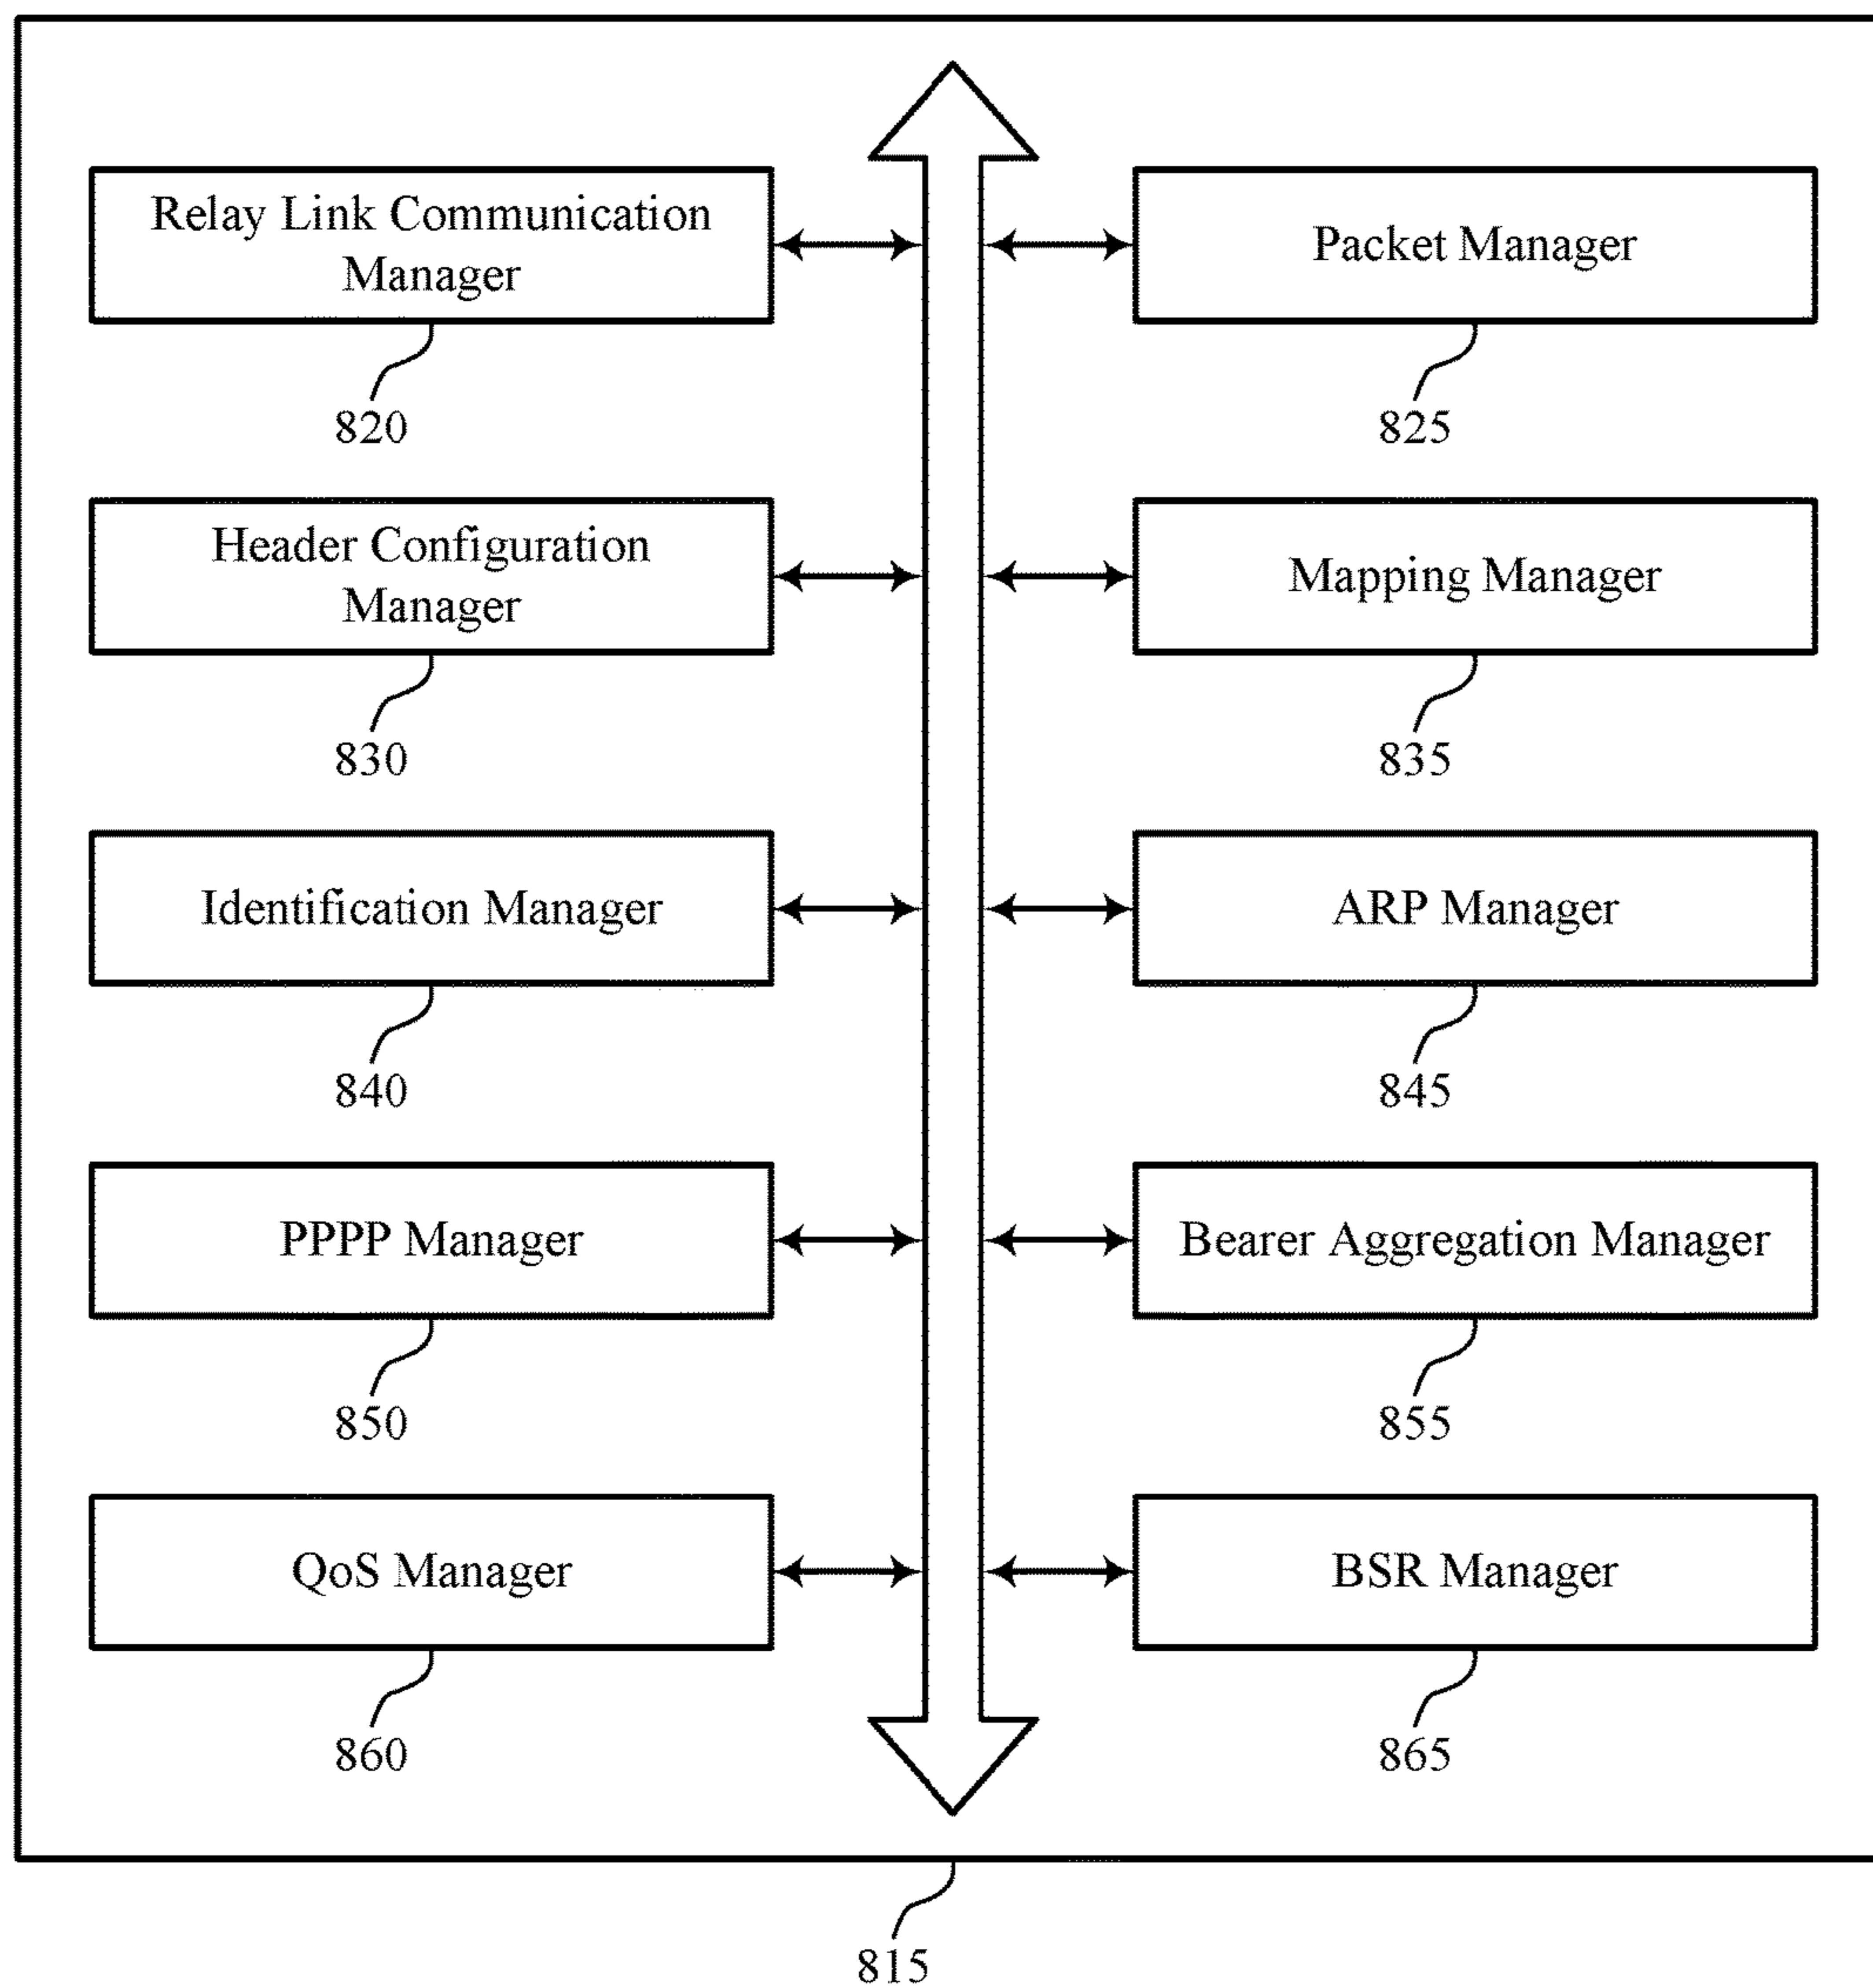 Relay Link Communication
Manager
820
Packet Manager
825
Header Configuration
Manager
830
Mapping Manager
835
Identification Manager
840
ARP Manager
845
PPPP Manager
850
Bearer Aggregation Manager
855
QoS Manager
860
BSR Manager
865
815